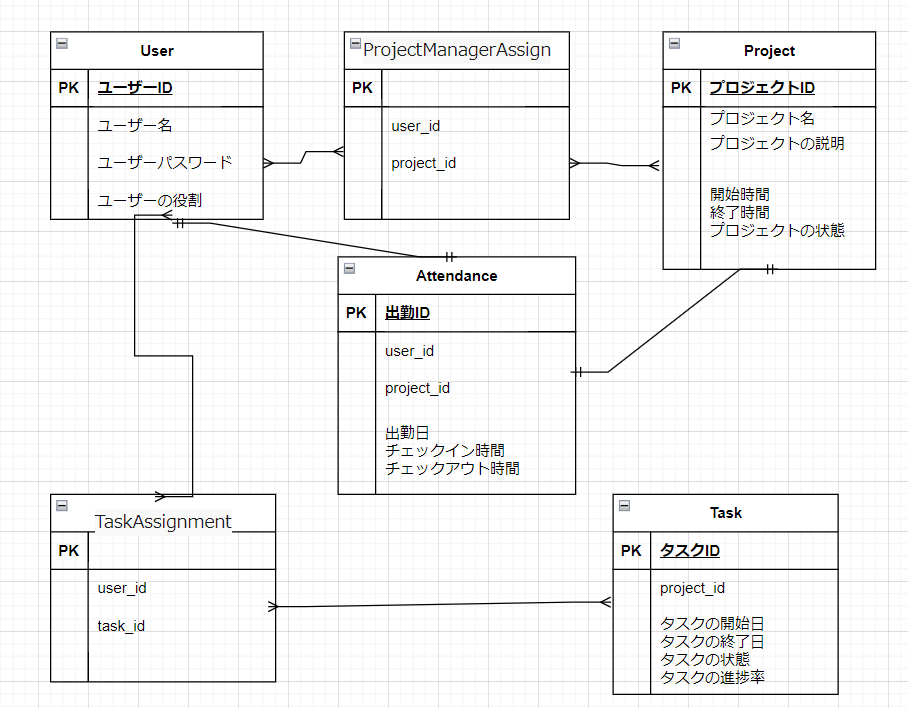 User
PK
ユーザーID
ユーザー名
ユーザーパスワード
ユーザーの役割
ProjectManagerAssign
PK
user_id
project_id
Project
PK
プロジェクトID
プロジェクト名
プロジェクトの説明
開始時間
終了時間
プロジェクトの状態
Attendance
PK
出勤ID
user_id
project_id
出勤日
チェックイン時間
チェックアウト時間
TaskAssignment
PK
user_id
task_id
Task
PK
タスクID
project_id
タスクの開始日
タスクの終了日
タスクの状態
タスクの進捗率